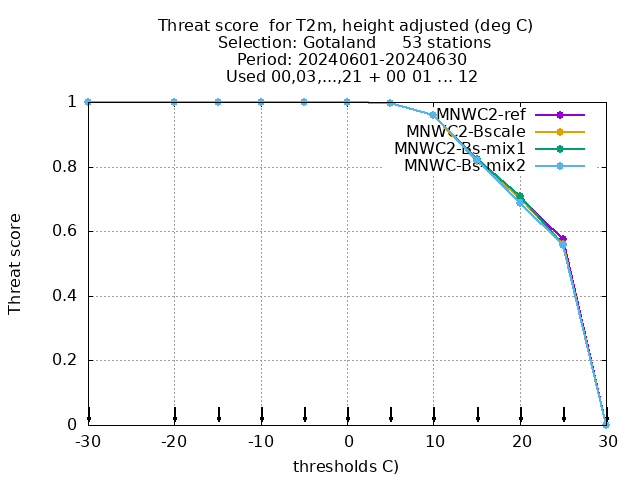 Threat score  for T2m, height adjusted (deg C)
Selection: Gotaland     53 stations
Period: 20240601-20240630
Used 00,03,...,21 + 00 01 ... 12
MNWC2-ref
MNWC2-Bscale
MNWC2-Bs-mix1
MNWC-Bs-mix2
Threat score
1
0.8
0.6
0.4
0.2
0
-30 -20 -10 0 10 20 30
thresholds C)